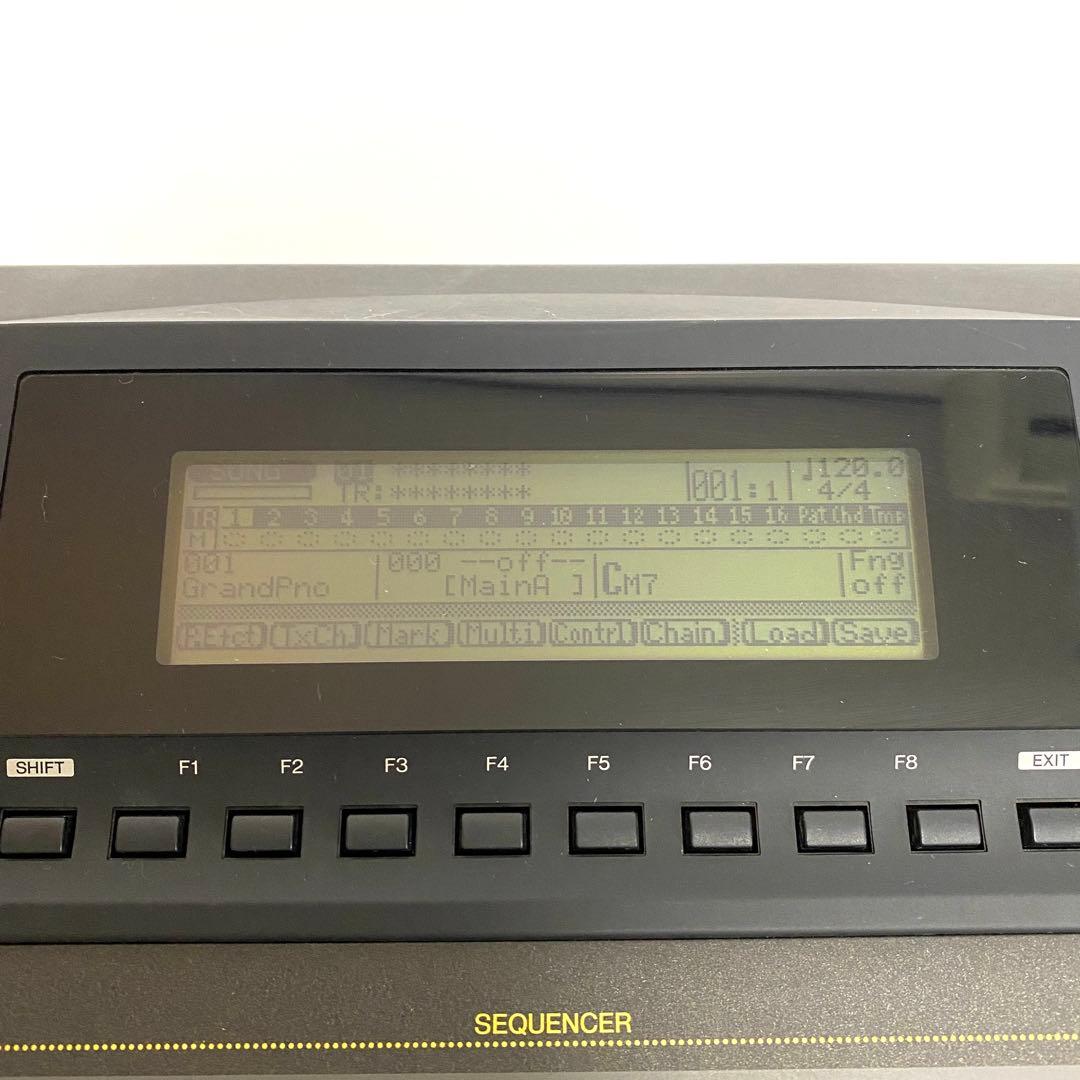 SONG 01 ******** 001:1 ♩120.0
TR:******** 4/4
TR 1 2 3 4 5 6 7 8 9 10 11 12 13 14 15 16 Pat Chd Tmp
M
001 000 --off-- CM7 Fng
GrandPno [MainA ] off
P.Etct TxCh Mark Multi Contrl Chain Load Save
SHIFT F1 F2 F3 F4 F5 F6 F7 F8 EXIT
SEQUENCER